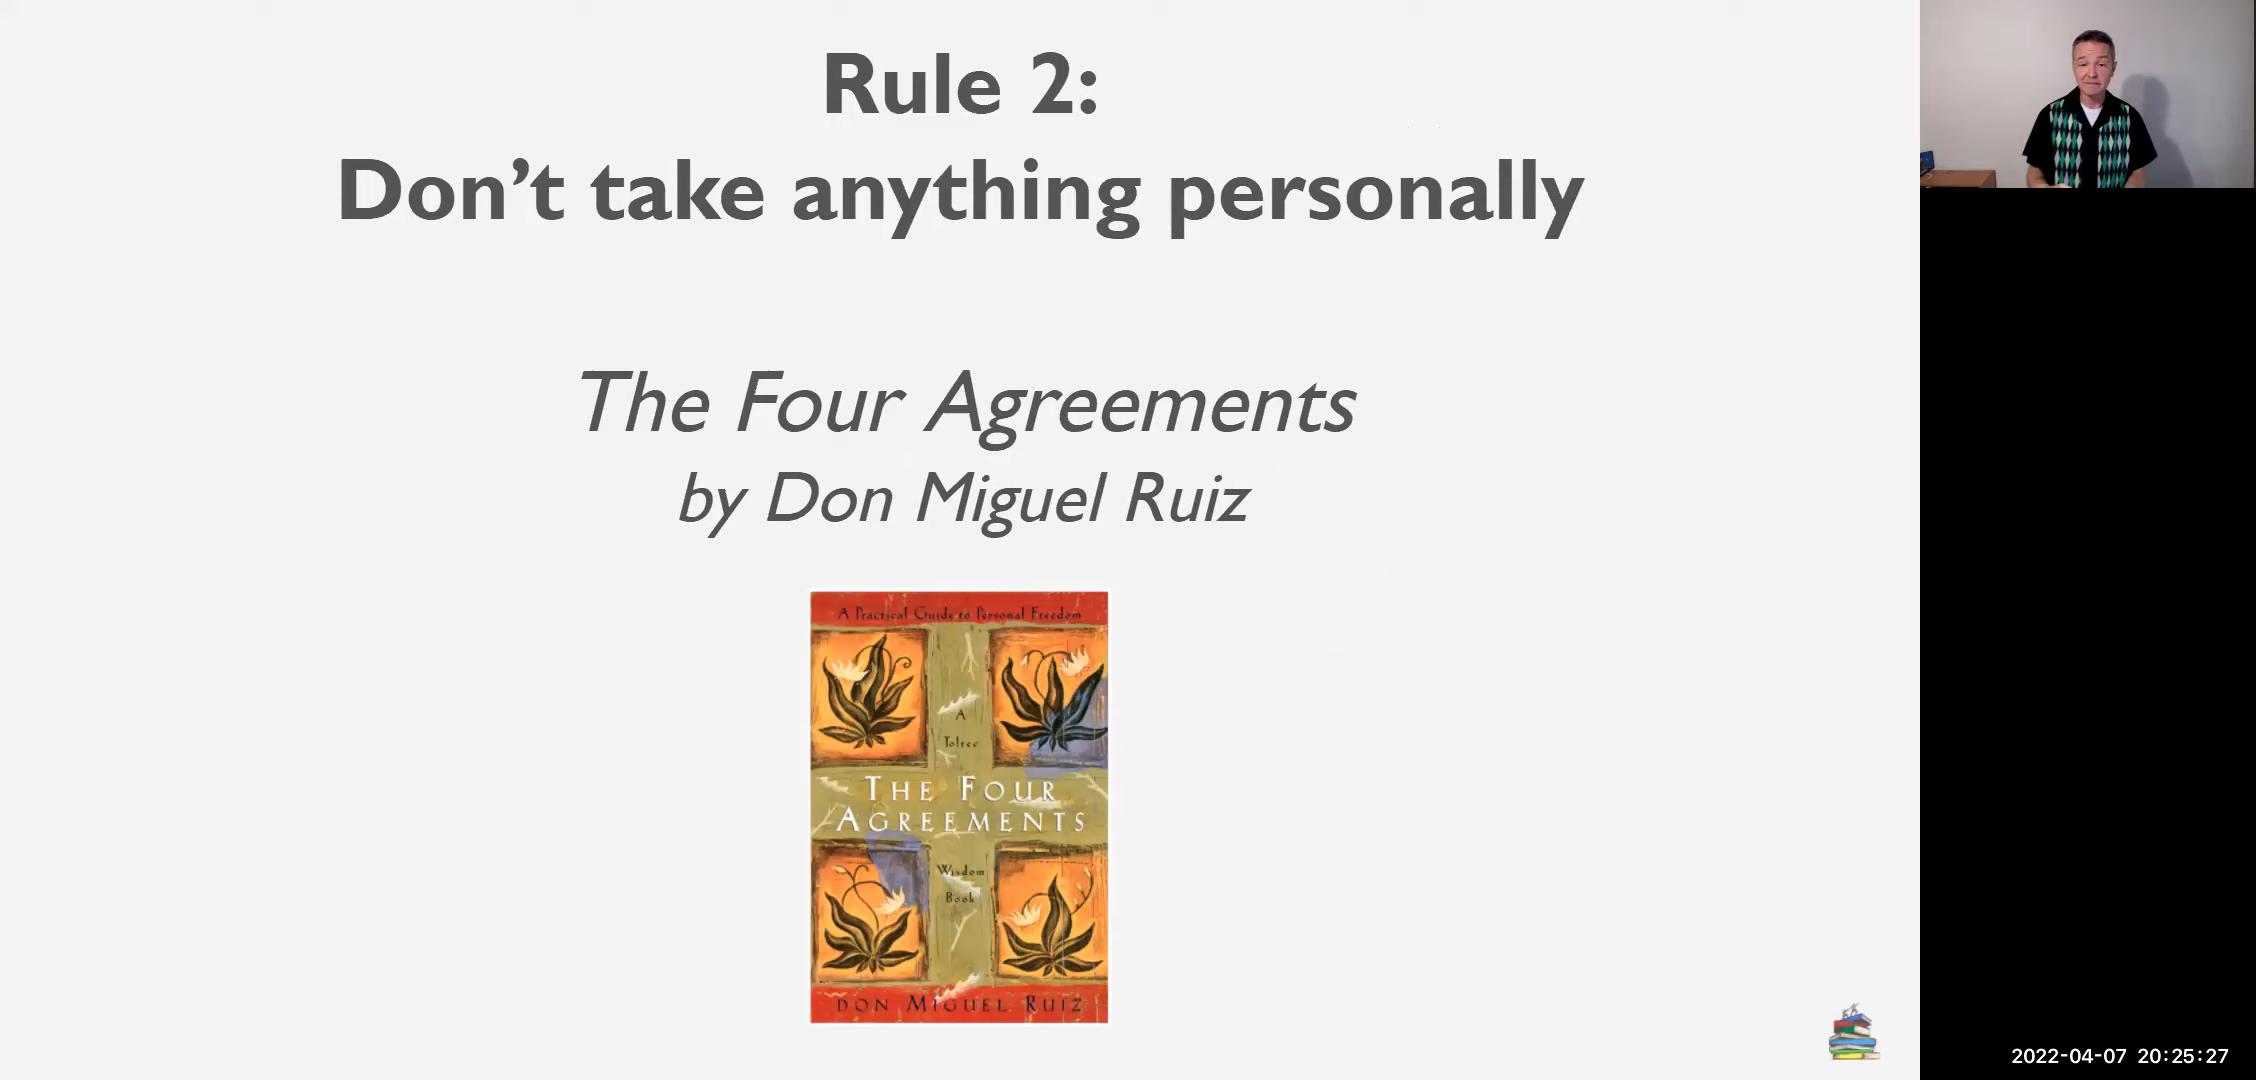 Rule 2:
Don’t take anything personally
The Four Agreements
by Don Miguel Ruiz
A Practical Guide to Personal Freedom
A
Toltec
THE FOUR
AGREEMENTS
Wisdom
Book
DON MIGUEL RUIZ
2022-04-07 20:25:27